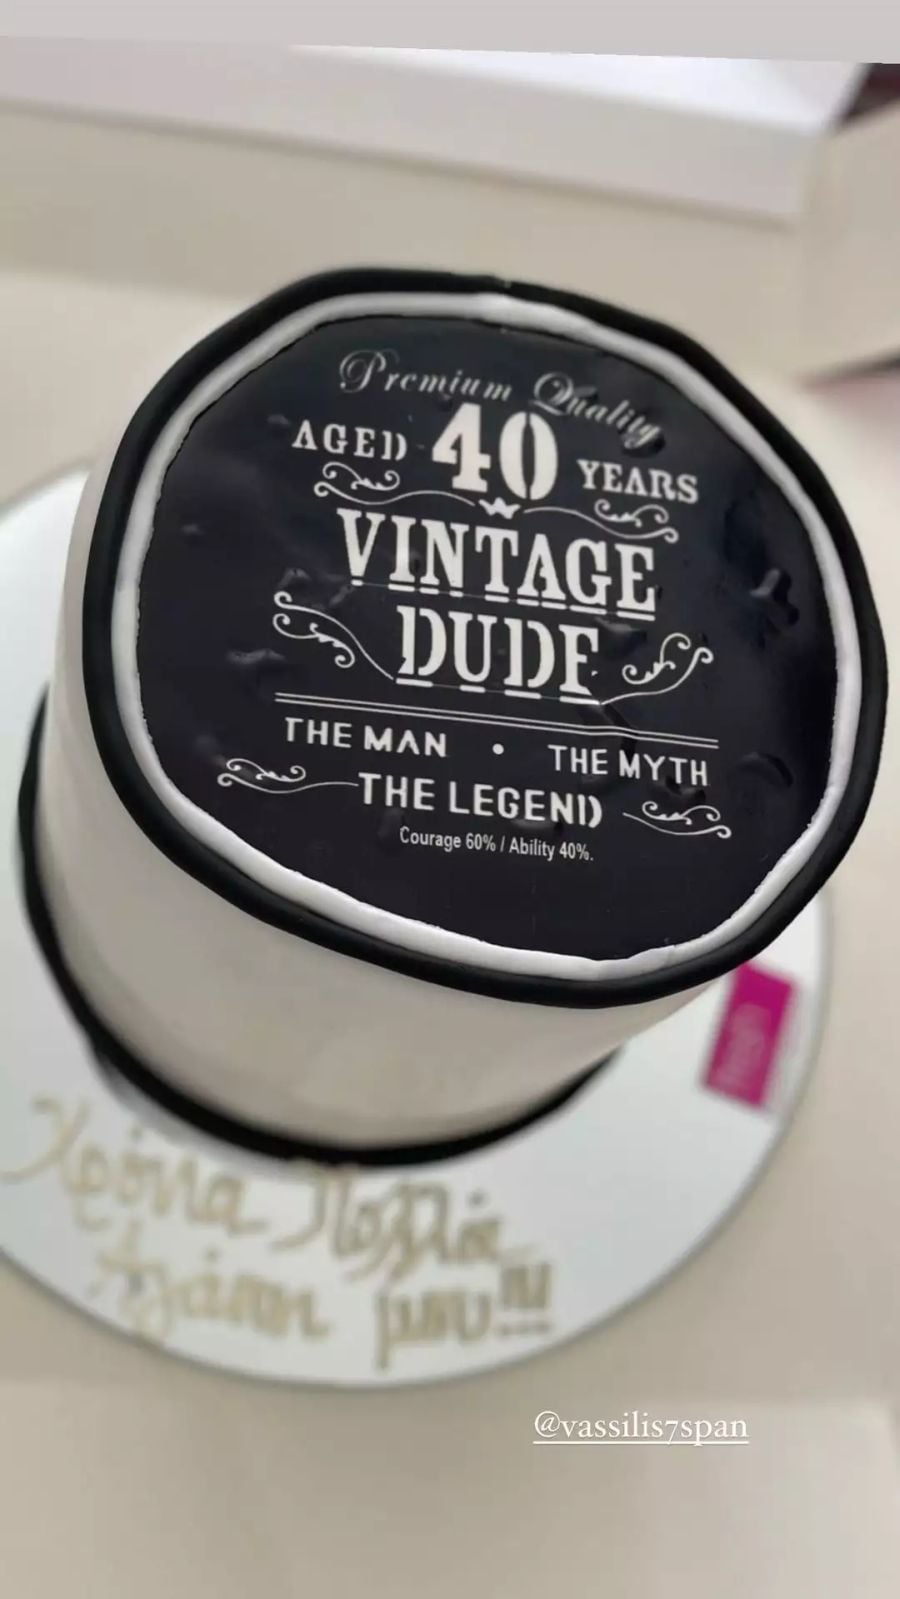 Premium Quality
AGED 40 YEARS
VINTAGE
DUDE
THE MAN • THE MYTH
THE LEGEND
Courage 60% / Ability 40%.
Χρόνια Πολλά
Αγάπη μου!!!
@vassilis7span